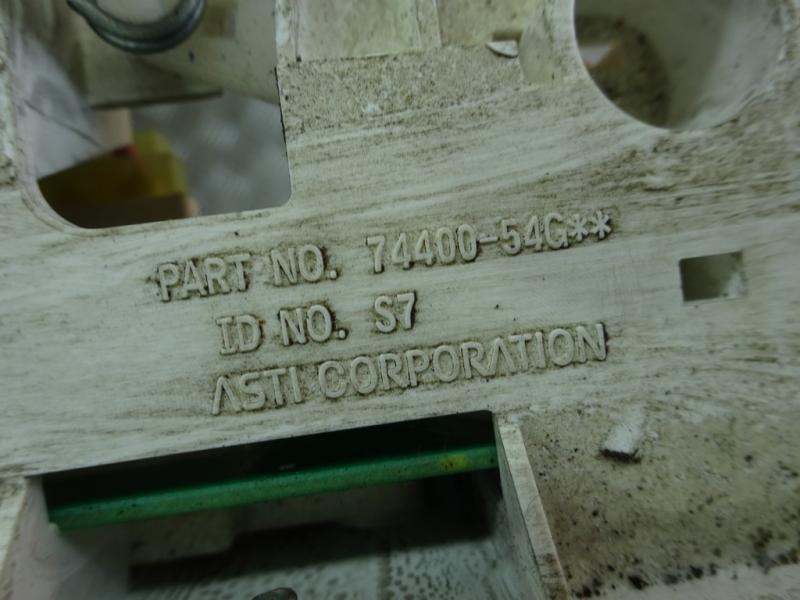 PART NO. 74400-54G**
ID NO. S7
ASTI CORPORATION